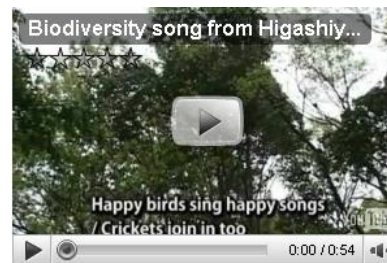 Biodiversity song from Higashiy...
Happy birds sing happy songs
/ Crickets join in too
0:00 / 0:54